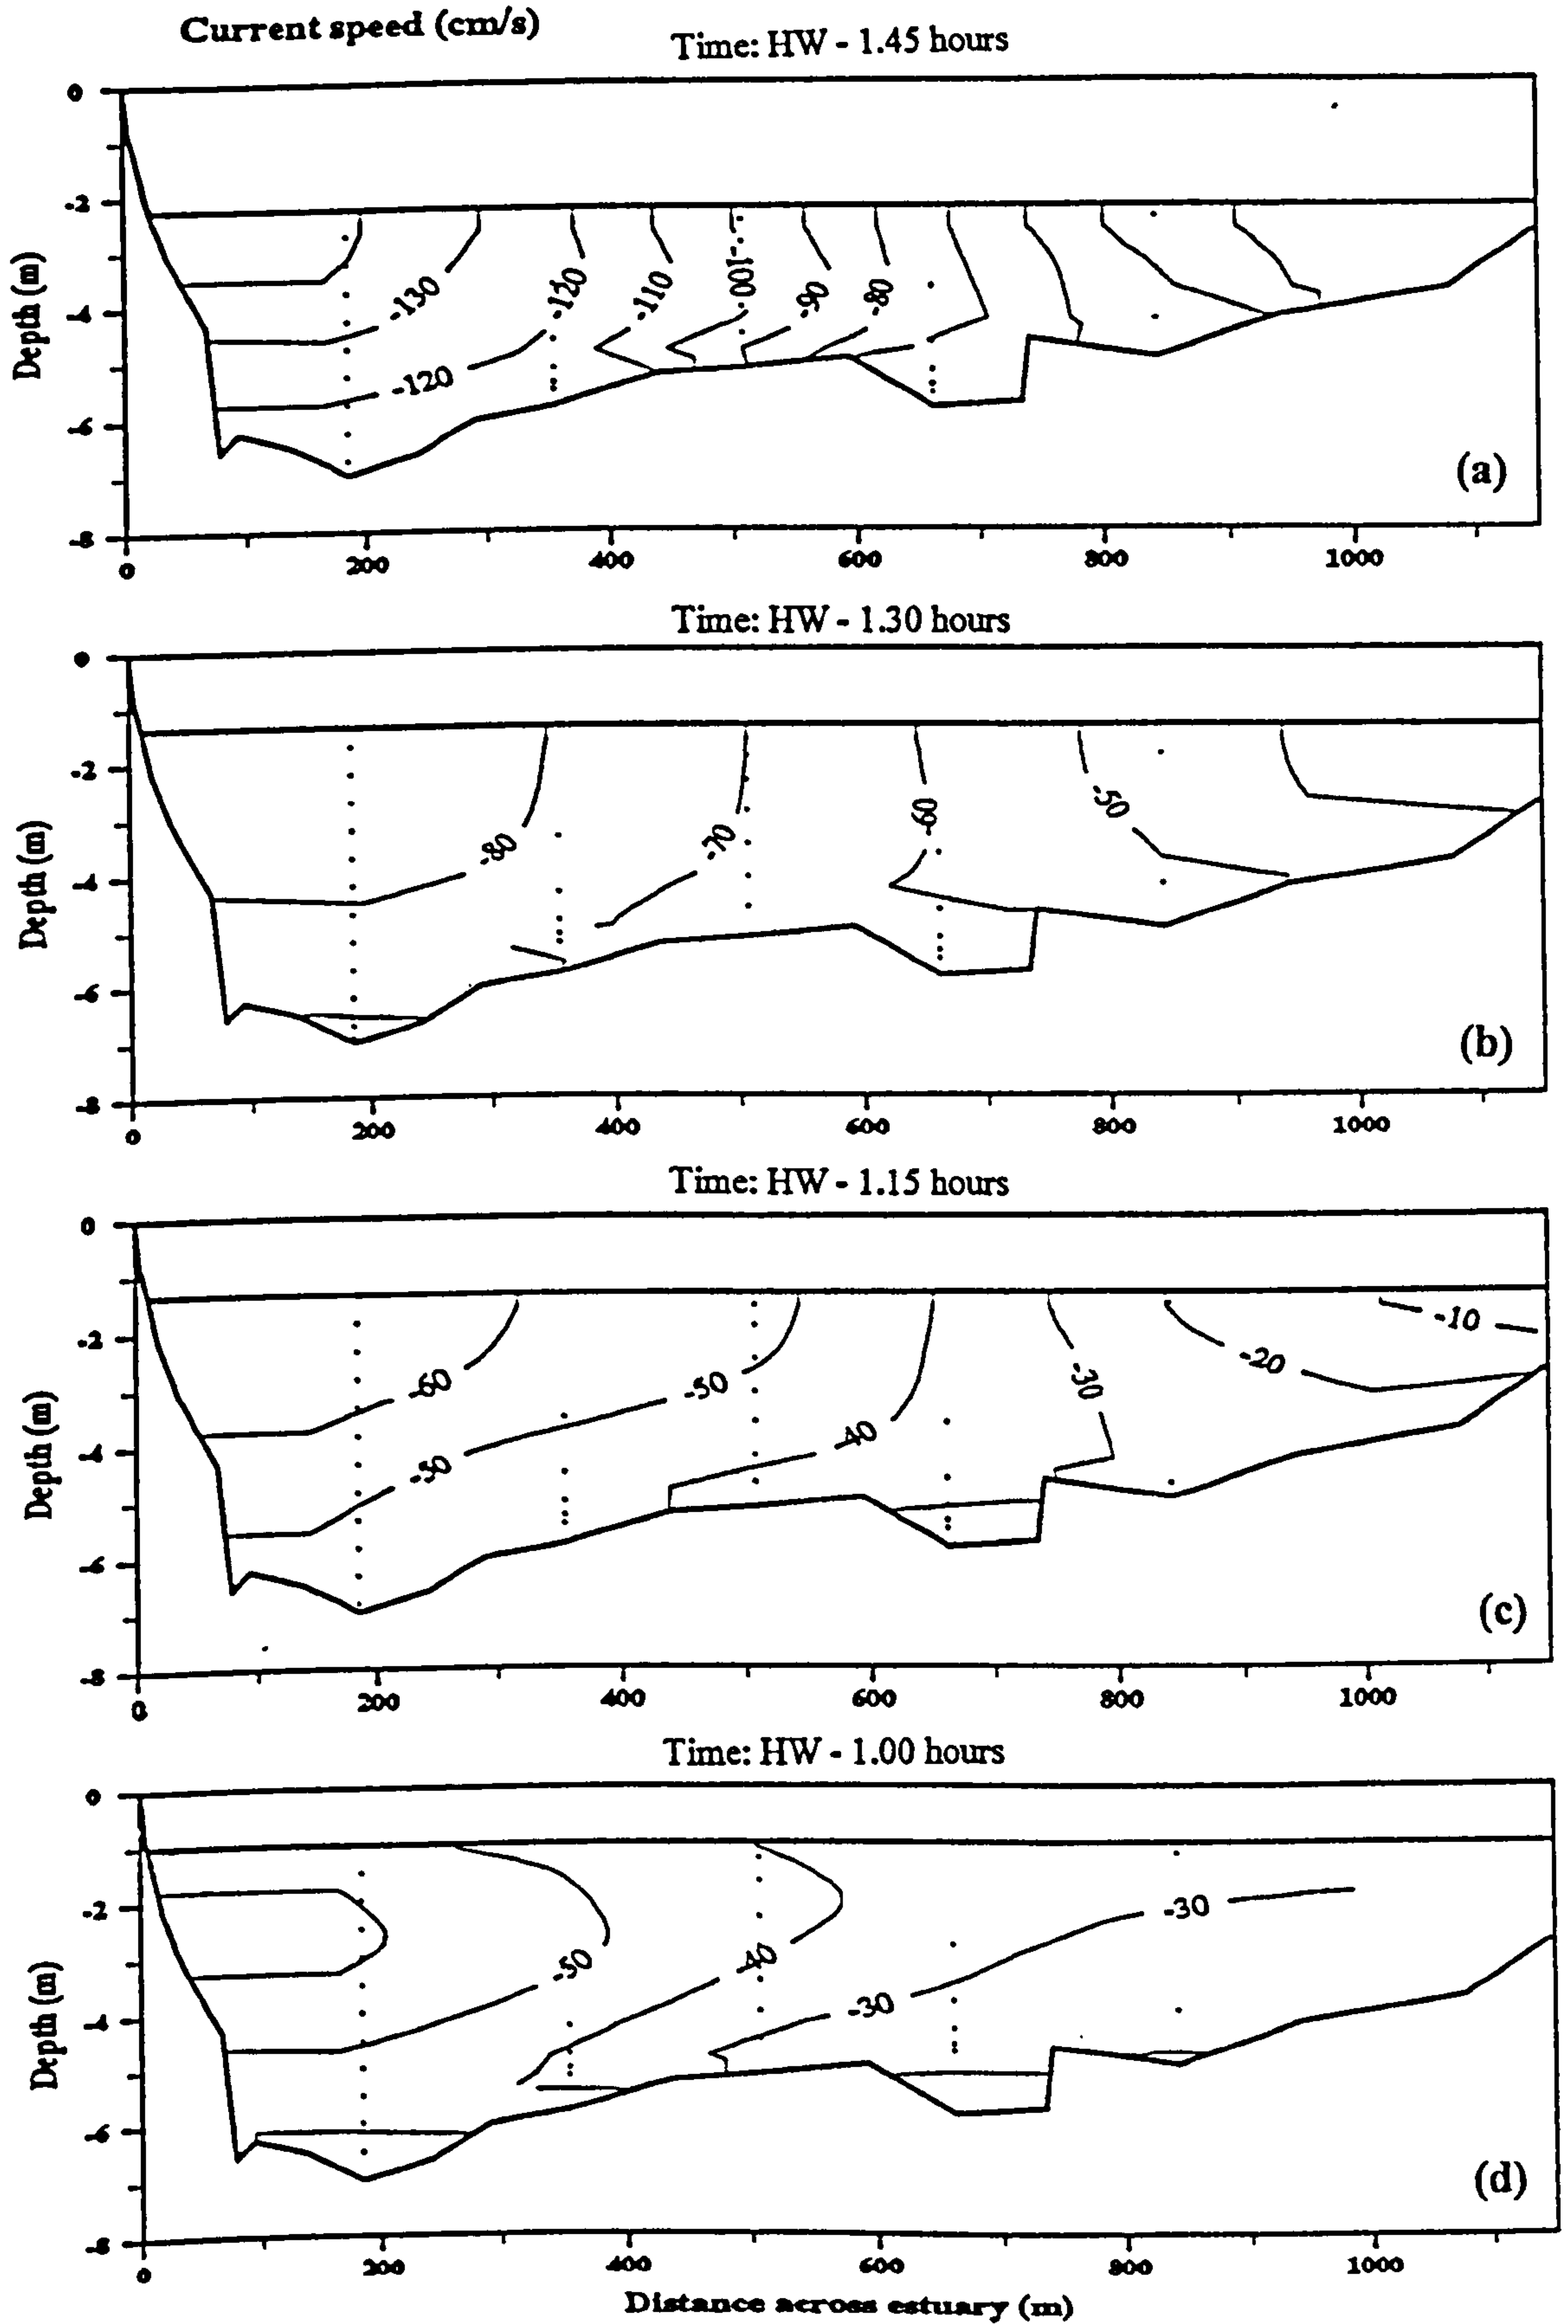 Current speed (cm/s)
Time: HW - 1.45 hours
0
-2
-4
-6
-8
Depth (m)
-130
-120
-120
-110
-100
-90
-80
(a)
0 200 400 600 800 1000
Time: HW - 1.30 hours
0
-2
-4
-6
-8
Depth (m)
-80
-70
-60
-50
(b)
0 200 400 600 800 1000
Time: HW - 1.15 hours
0
-2
-4
-6
-8
Depth (m)
-60
-50
-50
-40
-30
-20
-10
(c)
0 200 400 600 800 1000
Time: HW - 1.00 hours
0
-2
-4
-6
-8
Depth (m)
-50
-40
-30
-30
(d)
0 200 400 600 800 1000
Distance across estuary (m)